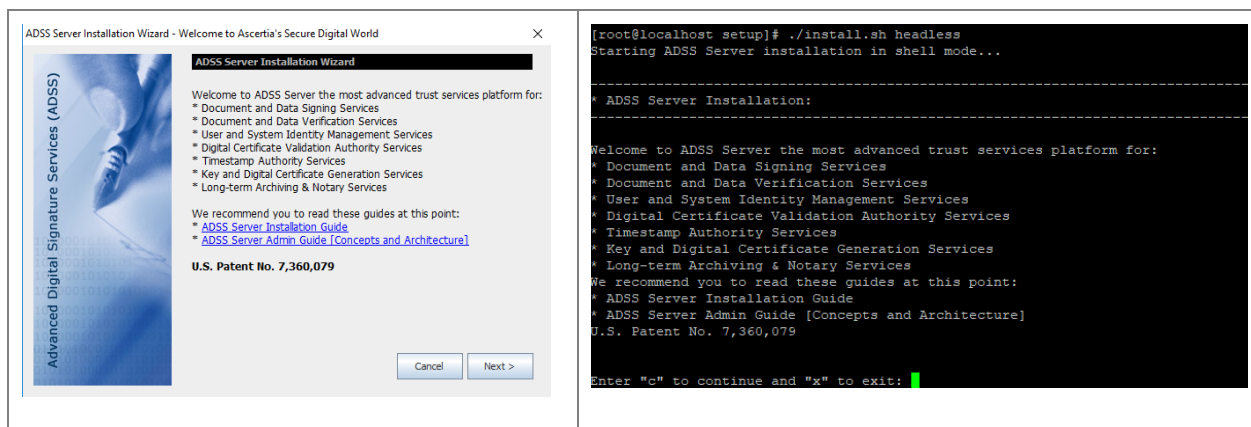 ADSS Server Installation Wizard - Welcome to Ascertia's Secure Digital World
Advanced Digital Signature Services (ADSS)
ADSS Server Installation Wizard
Welcome to ADSS Server the most advanced trust services platform for:
* Document and Data Signing Services
* Document and Data Verification Services
* User and System Identity Management Services
* Digital Certificate Validation Authority Services
* Timestamp Authority Services
* Key and Digital Certificate Generation Services
* Long-term Archiving & Notary Services
We recommend you to read these guides at this point:
* ADSS Server Installation Guide
* ADSS Server Admin Guide [Concepts and Architecture]
U.S. Patent No. 7,360,079
Cancel
Next >
[root@localhost setup]# ./install.sh headless
Starting ADSS Server installation in shell mode...
* ADSS Server Installation:
Welcome to ADSS Server the most advanced trust services platform for:
* Document and Data Signing Services
* Document and Data Verification Services
* User and System Identity Management Services
* Digital Certificate Validation Authority Services
* Timestamp Authority Services
* Key and Digital Certificate Generation Services
* Long-term Archiving & Notary Services
We recommend you to read these guides at this point:
* ADSS Server Installation Guide
* ADSS Server Admin Guide [Concepts and Architecture]
U.S. Patent No. 7,360,079
Enter "c" to continue and "x" to exit: